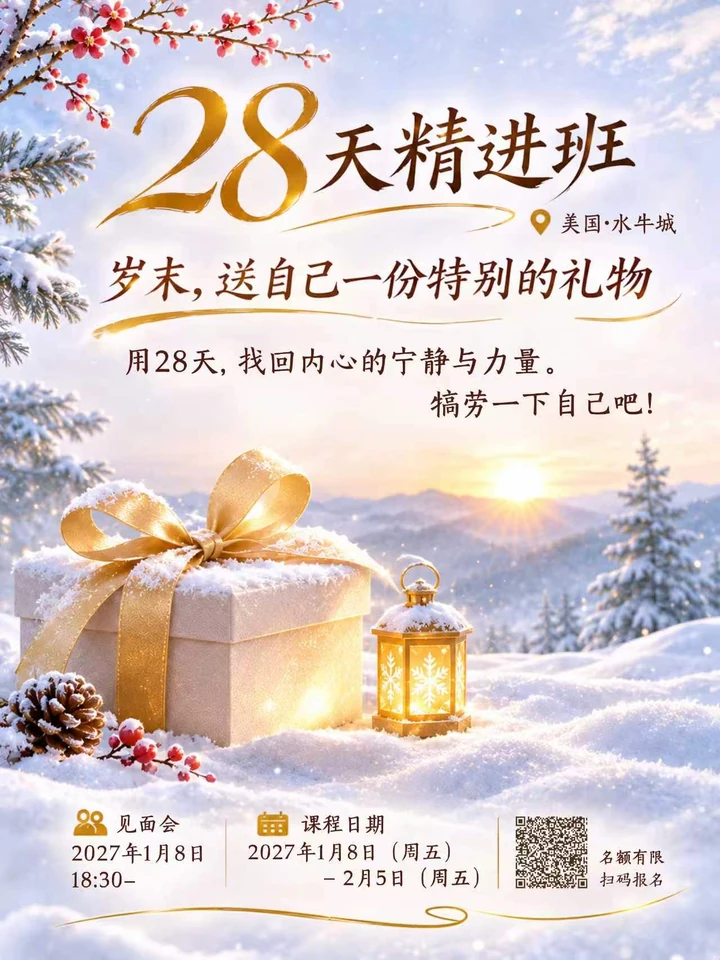 28天精进班
美国·水牛城
岁末，送自己一份特别的礼物
用28天，找回内心的宁静与力量。
犒劳一下自己吧！
见面会
2027年1月8日
18:30–
课程日期
2027年1月8日（周五）
– 2月5日（周五）
名额有限
扫码报名